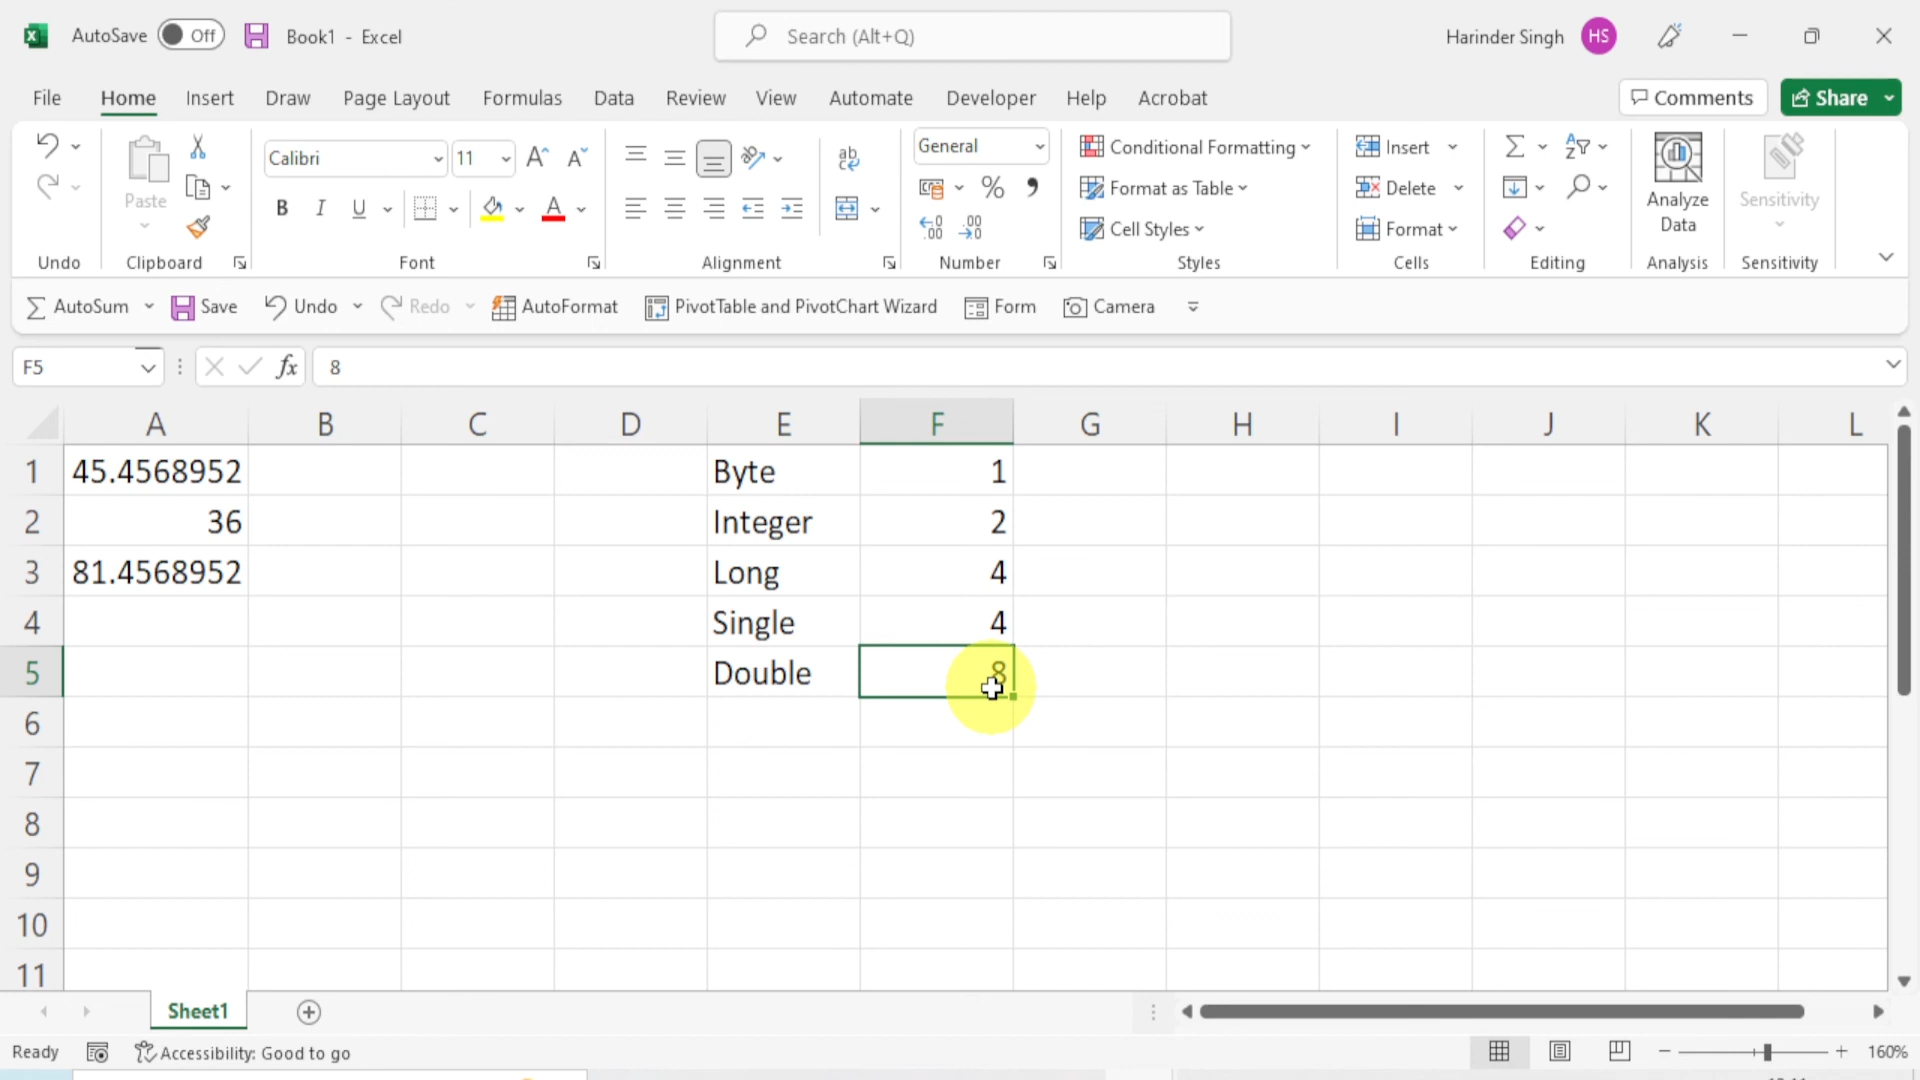 AutoSave Off Book1 - Excel Search (Alt+Q) Harinder Singh HS
File Home Insert Draw Page Layout Formulas Data Review View Automate Developer Help Acrobat Comments Share
Calibri 11 General Conditional Formatting Insert
Paste Format as Table Delete Analyze Data Sensitivity
B I U Cell Styles Format
Undo Clipboard Font Alignment Number Styles Cells Editing Analysis Sensitivity
AutoSum Save Undo Redo AutoFormat PivotTable and PivotChart Wizard Form Camera
F5 fx 8
A B C D E F G H I J K L
1 45.4568952 Byte 1
2 36 Integer 2
3 81.4568952 Long 4
4 Single 4
5 Double 8
6
7
8
9
10
11
Sheet1
Ready Accessibility: Good to go 160%